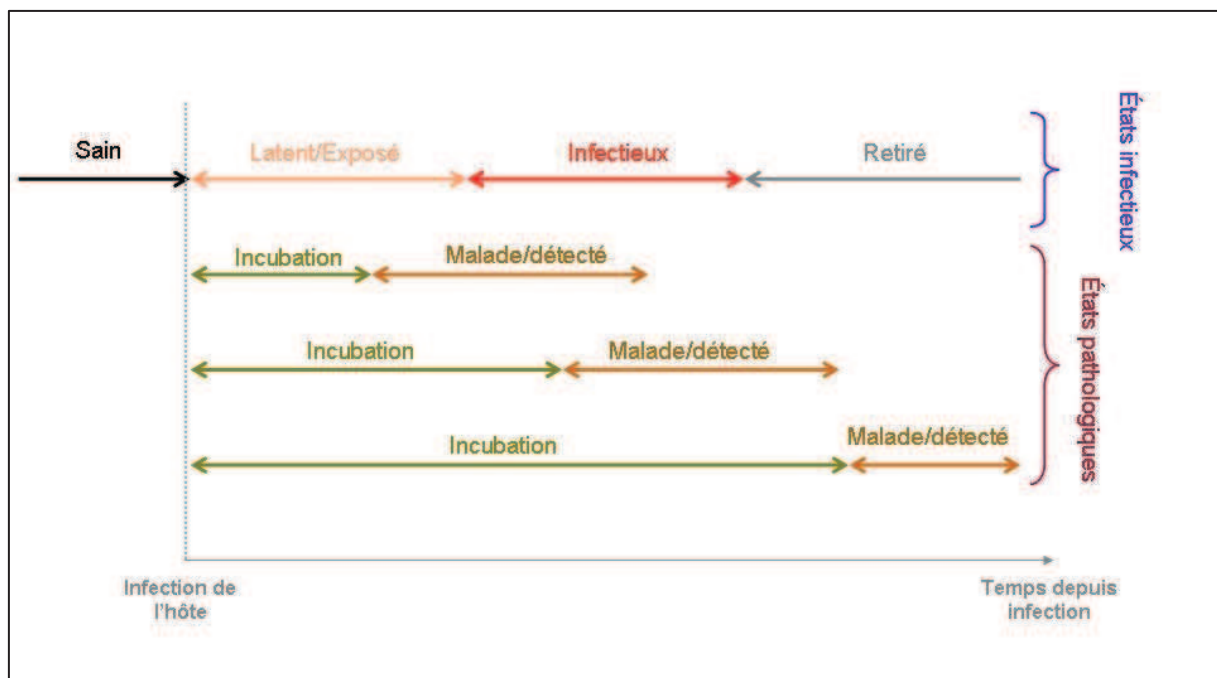 Sain
Latent/Exposé
Infectieux
Retiré
États infectieux
Incubation
Malade/détecté
Incubation
Malade/détecté
Incubation
Malade/détecté
États pathologiques
Infection de
l'hôte
Temps depuis
infection